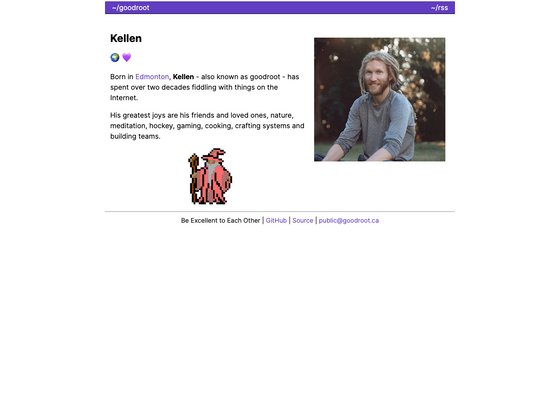 ~/goodroot ~/rss
Kellen
Born in Edmonton, Kellen - also known as goodroot - has
spent over two decades fiddling with things on the
Internet.
His greatest joys are his friends and loved ones, nature,
meditation, hockey, gaming, cooking, crafting systems and
building teams.
Be Excellent to Each Other | GitHub | Source | public@goodroot.ca